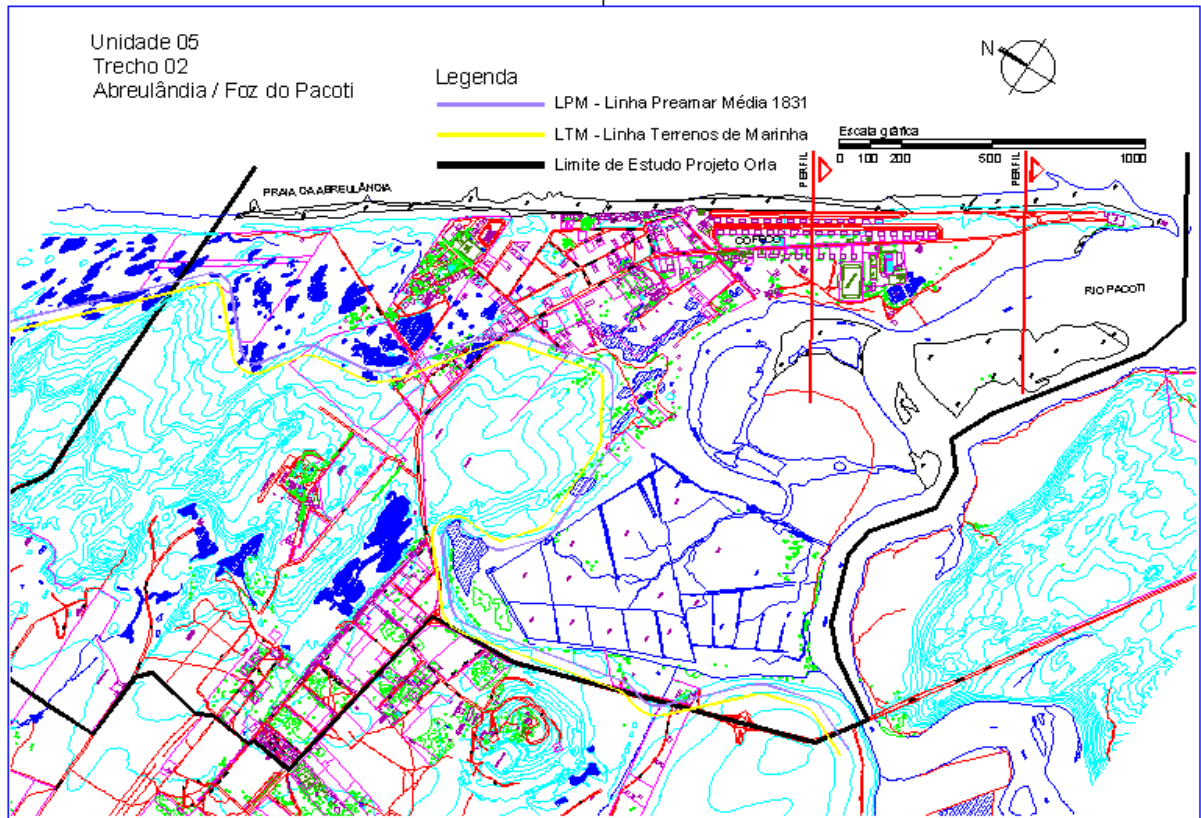 Unidade 05
Trecho 02
Abreulândia / Foz do Pacoti
N
Legenda
LPM - Linha Preamar Média 1831
LTM - Linha Terrenos de Marinha
Limite de Estudo Projeto Orla
Escala gráfica
0 100 200 500 1000
PERFIL
PERFIL
PRAIA DA ABREULÂNDIA
COFECO
RIO PACOTI